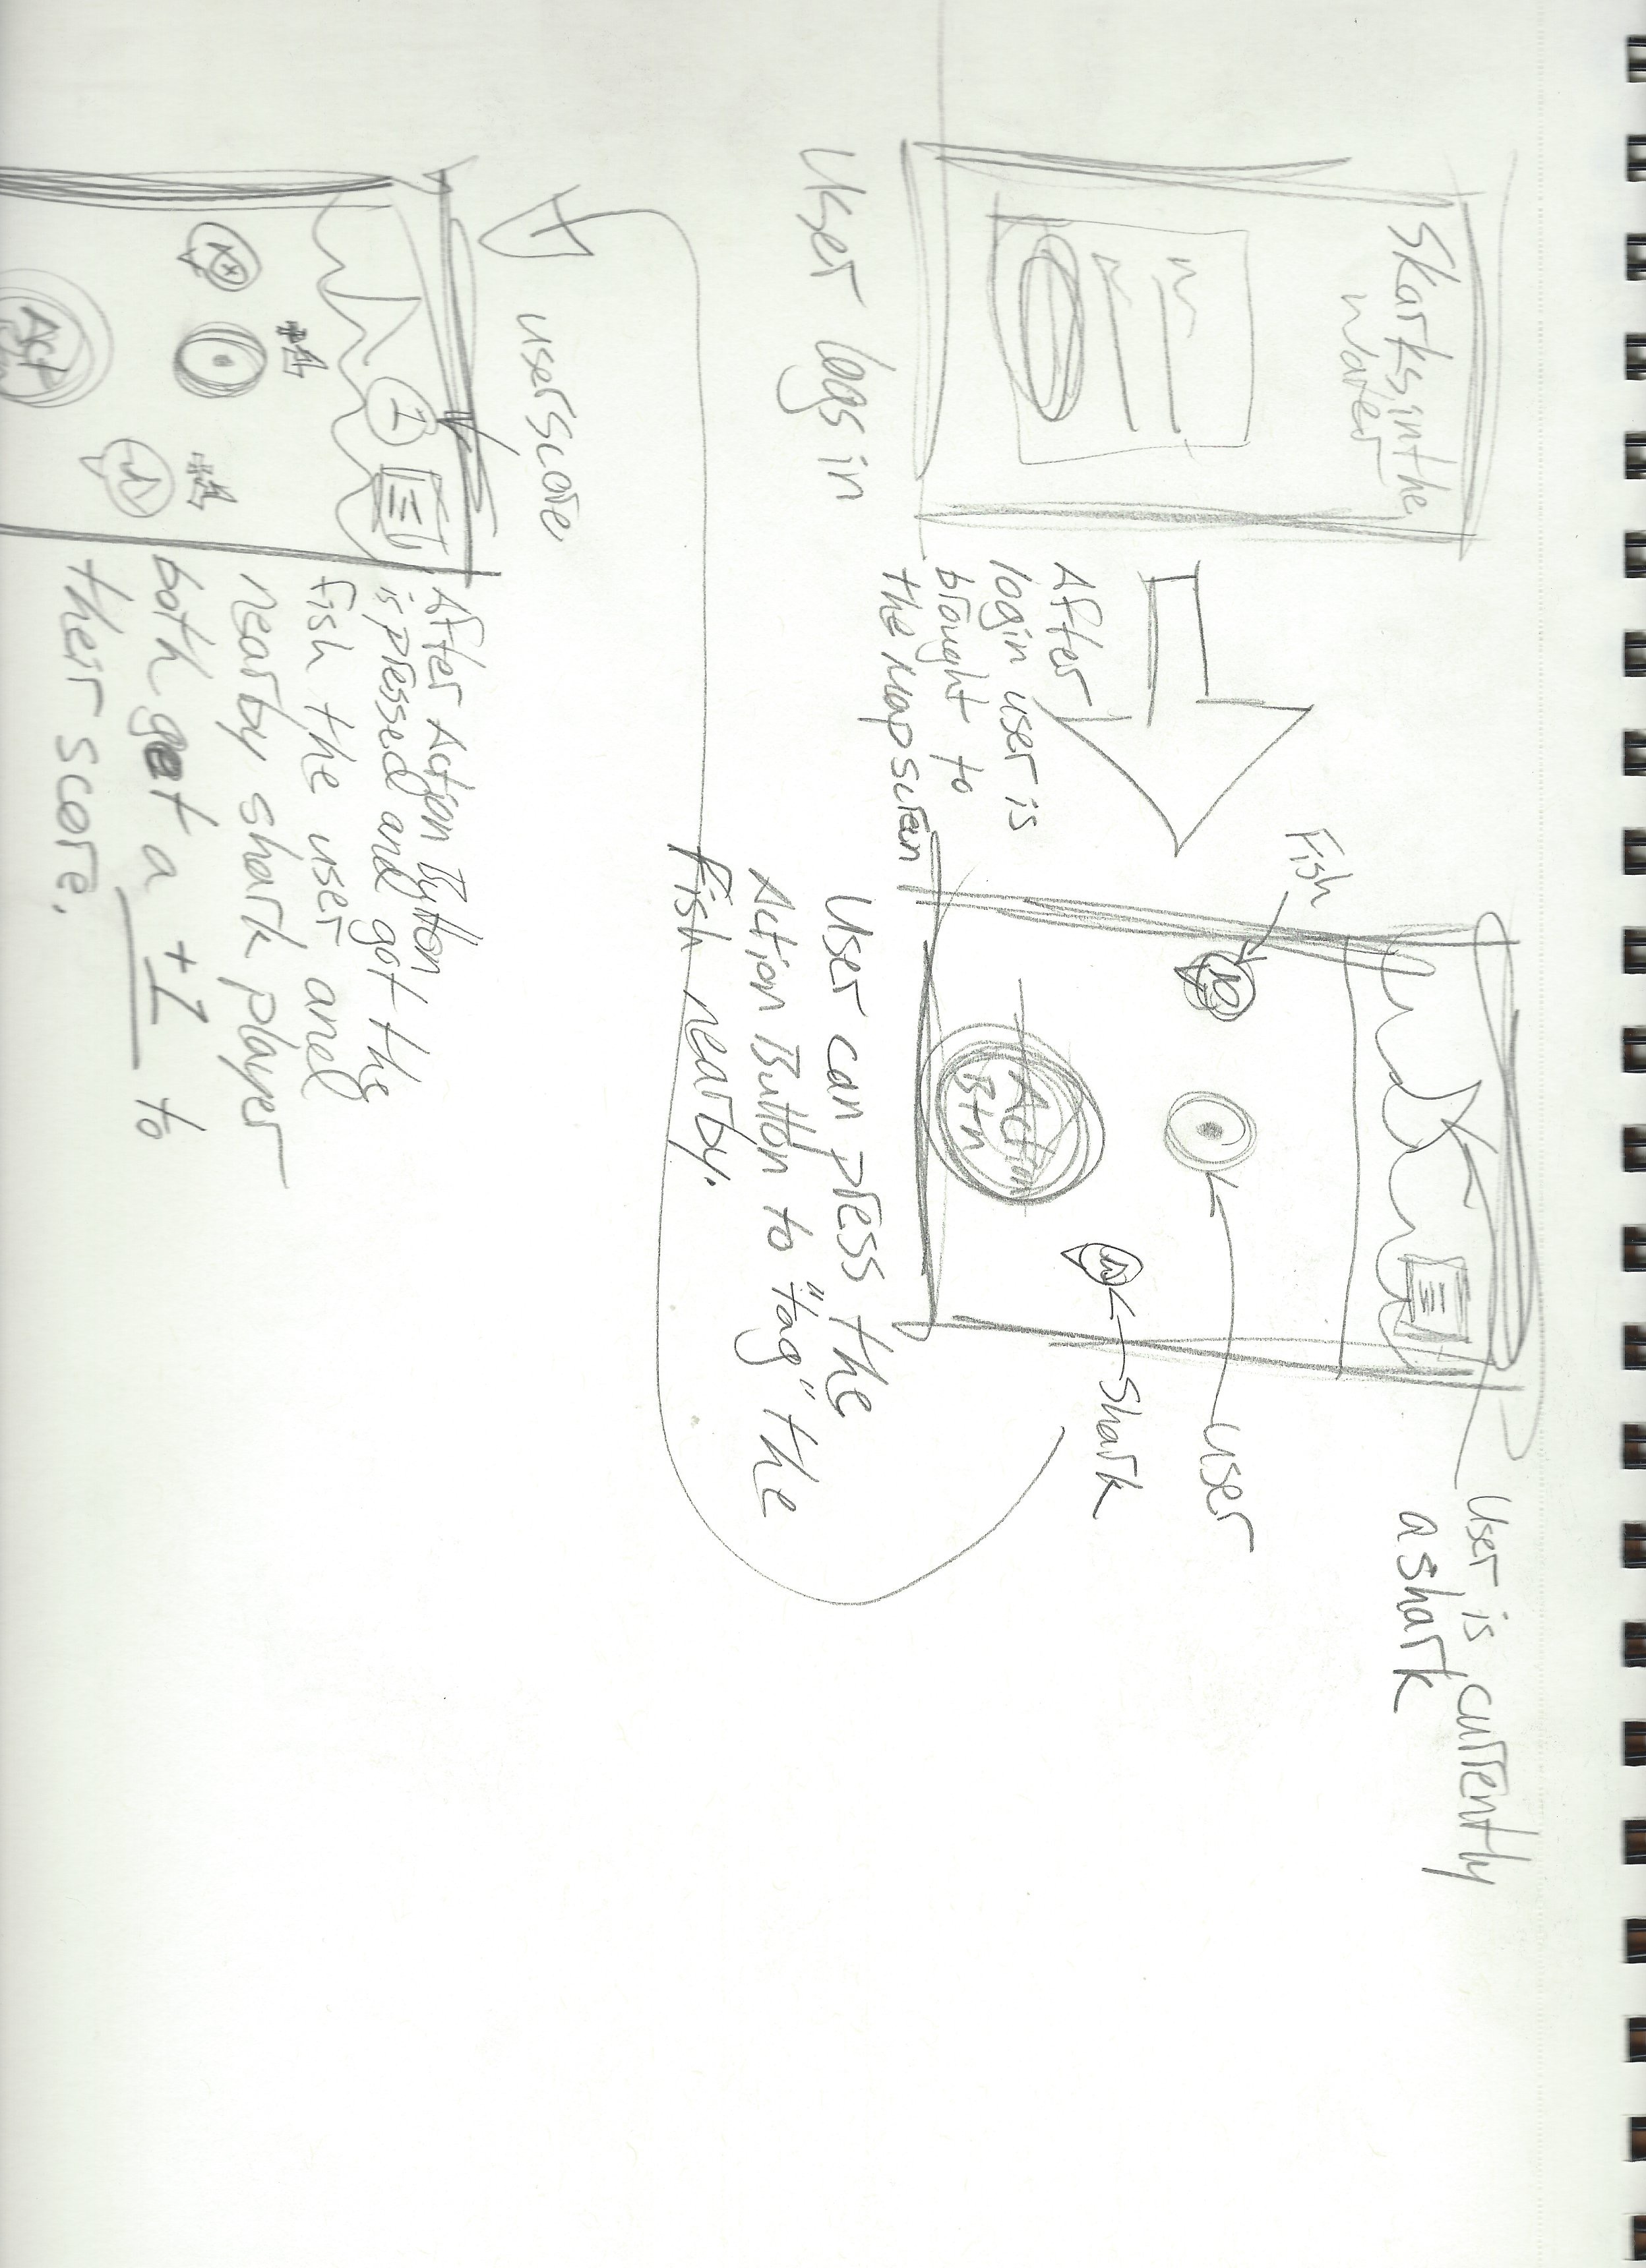 Sharks in the
Water
User logs in
After
login user is
brought to
the Map screen
User is currently
a shark
Fish
User
Shark
Action
Btn
User can press the
Action Button to "tag" the
fish nearby.
user score
1
+1
+1
Act
After Action Button
is pressed and got the
fish the user and
nearby shark player
both get a +1 to
their score.